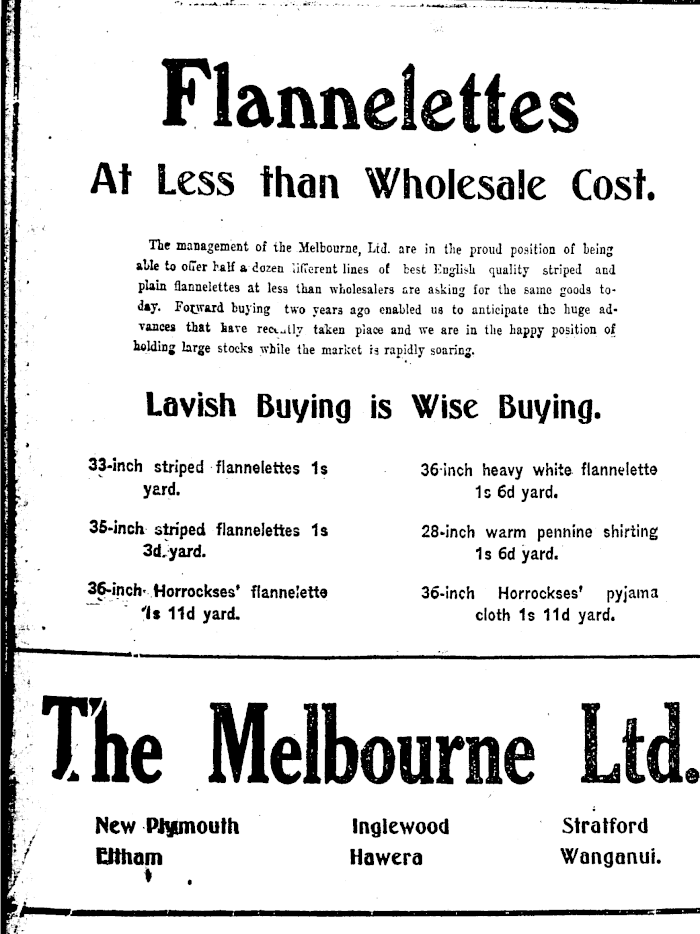 Flannelettes
At Less than Wholesale Cost.
The management of the Melbourne, Ltd. are in the proud position of being
able to offer half a dozen different lines of best English quality striped and
plain flannelettes at less than wholesalers are asking for the same goods to-
day. Forward buying two years ago enabled us to anticipate the huge ad-
vances that have recently taken place and we are in the happy position of
holding large stocks while the market is rapidly soaring.
Lavish Buying is Wise Buying.
33-inch striped flannelettes 1s
yard.
35-inch striped flannelettes 1s
3d. yard.
36-inch Horrockses' flannelette
1s 11d yard.
36-inch heavy white flannelette
1s 6d yard.
28-inch warm pennine shirting
1s 6d yard.
36-inch Horrockses' pyjama
cloth 1s 11d yard.
The Melbourne Ltd.
New Plymouth Inglewood Stratford
Eltham Hawera Wanganui.